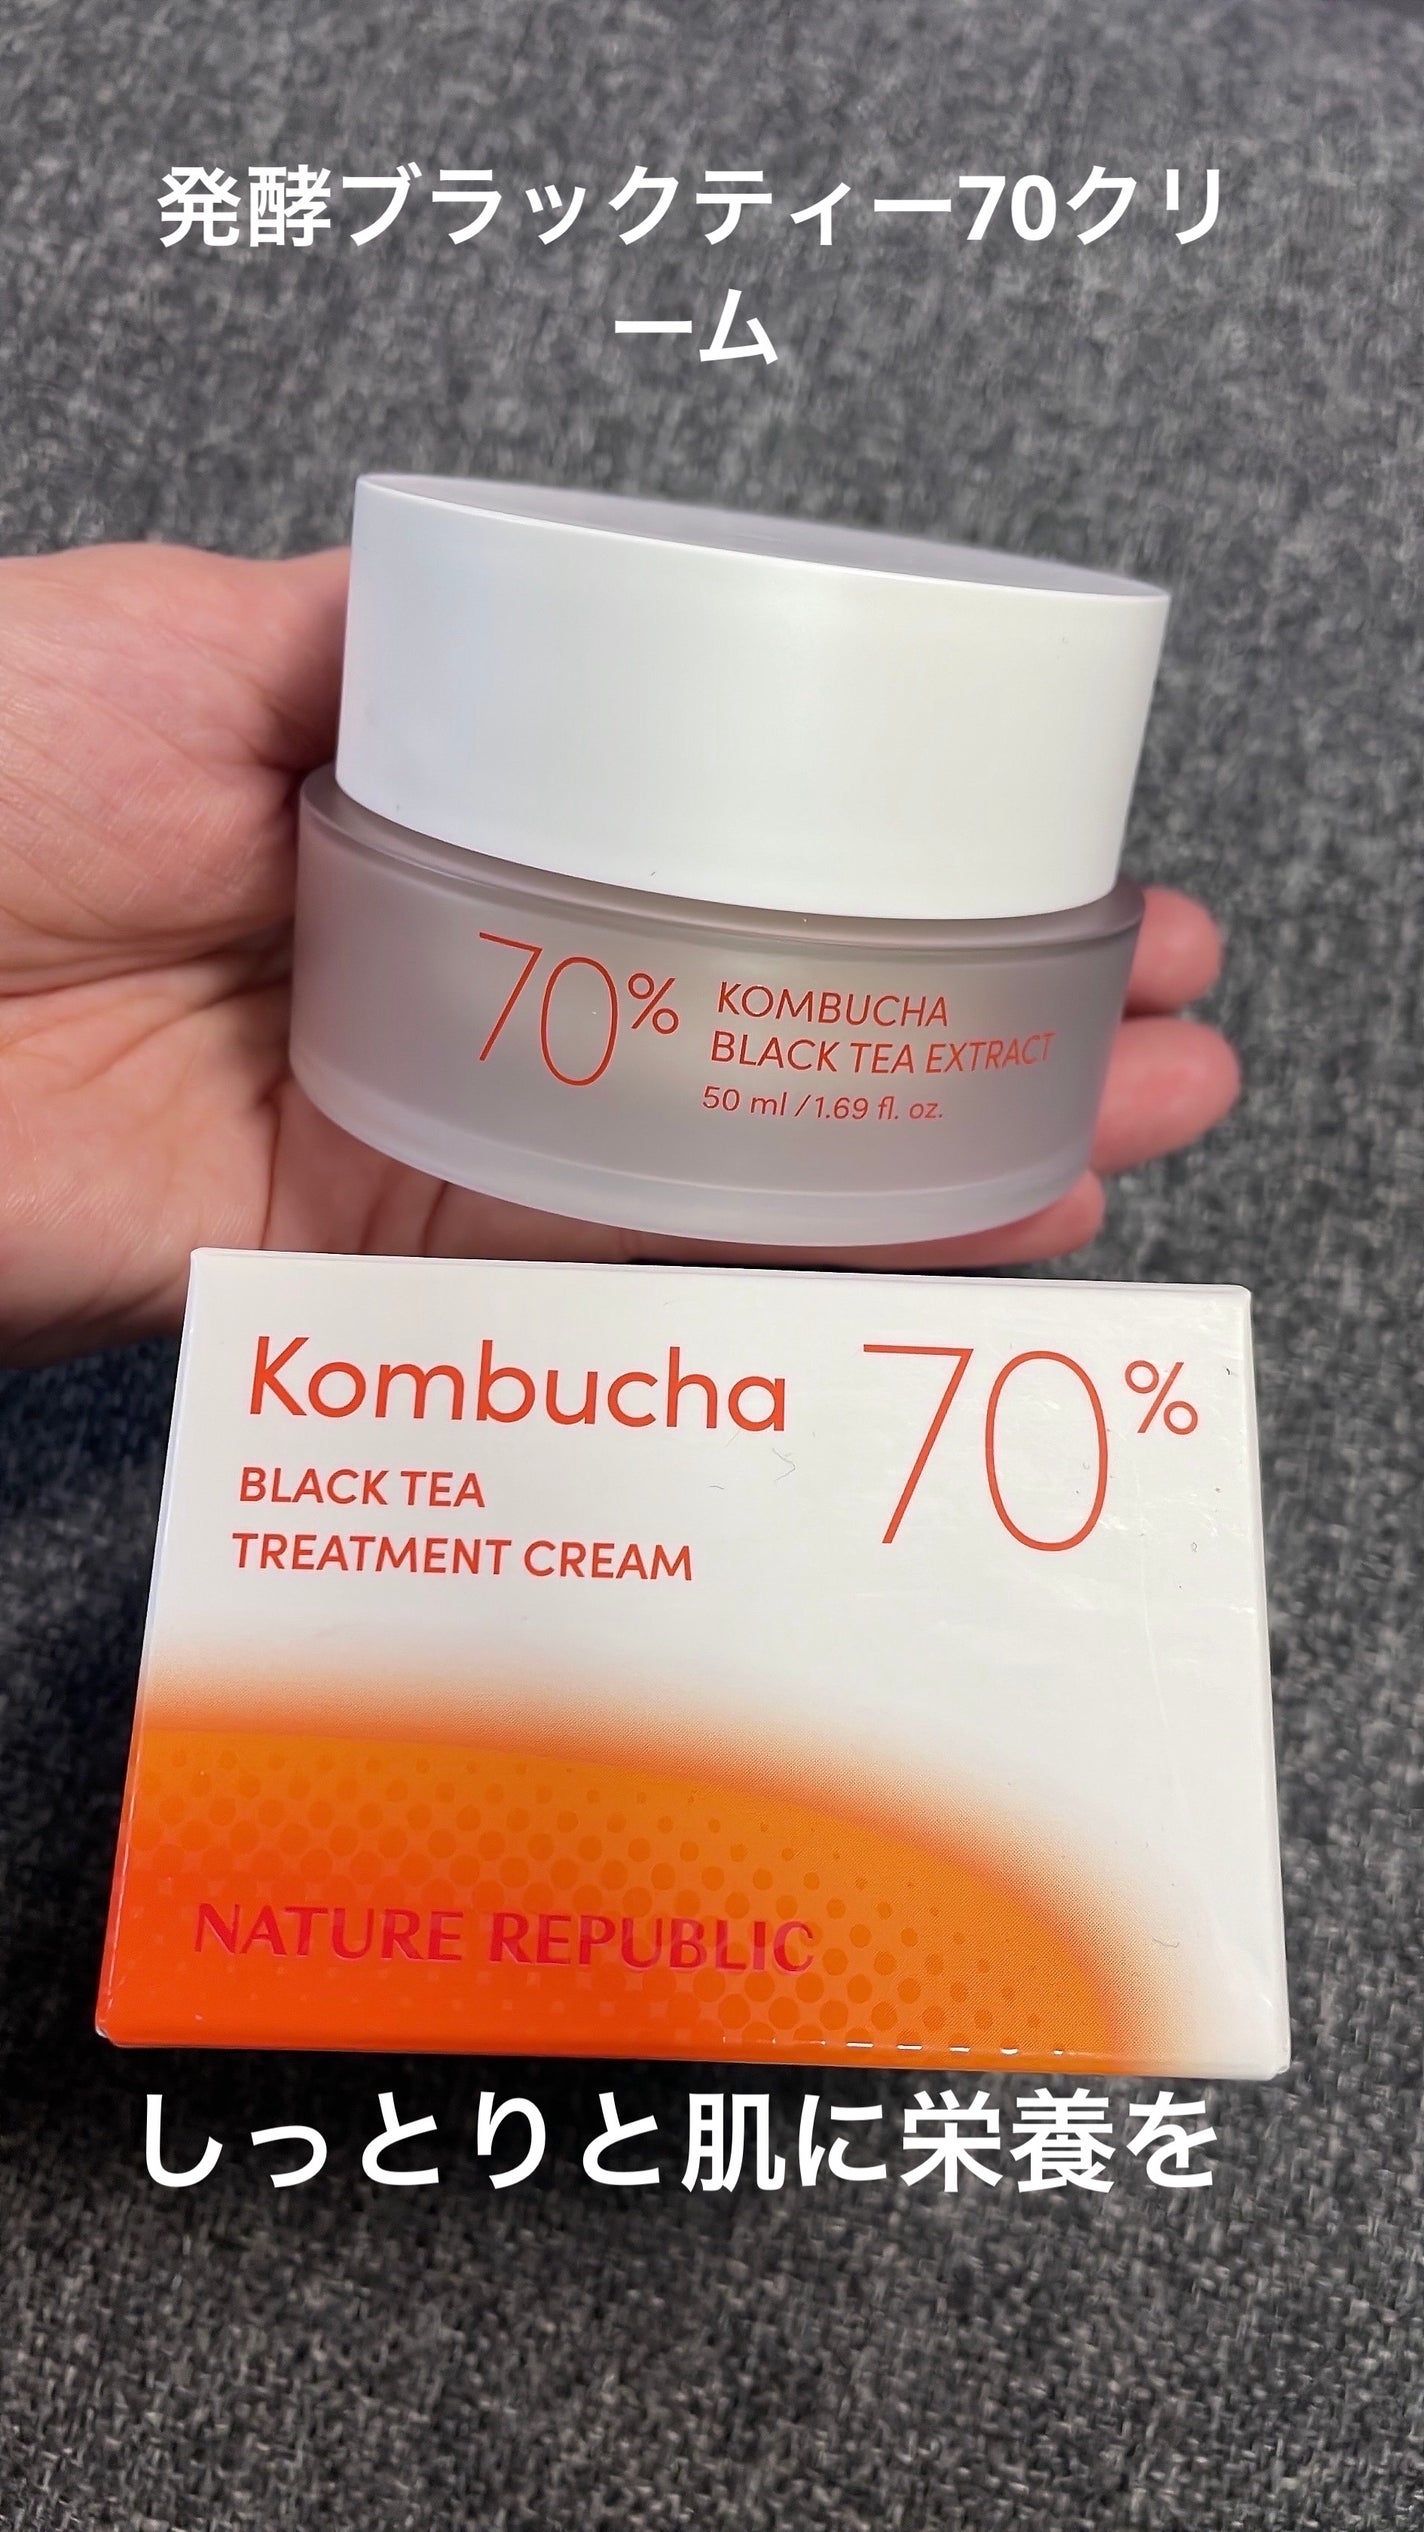 発酵ブラックティー70クリ
ーム
70% KOMBUCHA
BLACK TEA EXTRACT
50 ml / 1.69 fl. oz.
Kombucha 70%
BLACK TEA
TREATMENT CREAM
NATURE REPUBLIC
しっとりと肌に栄養を